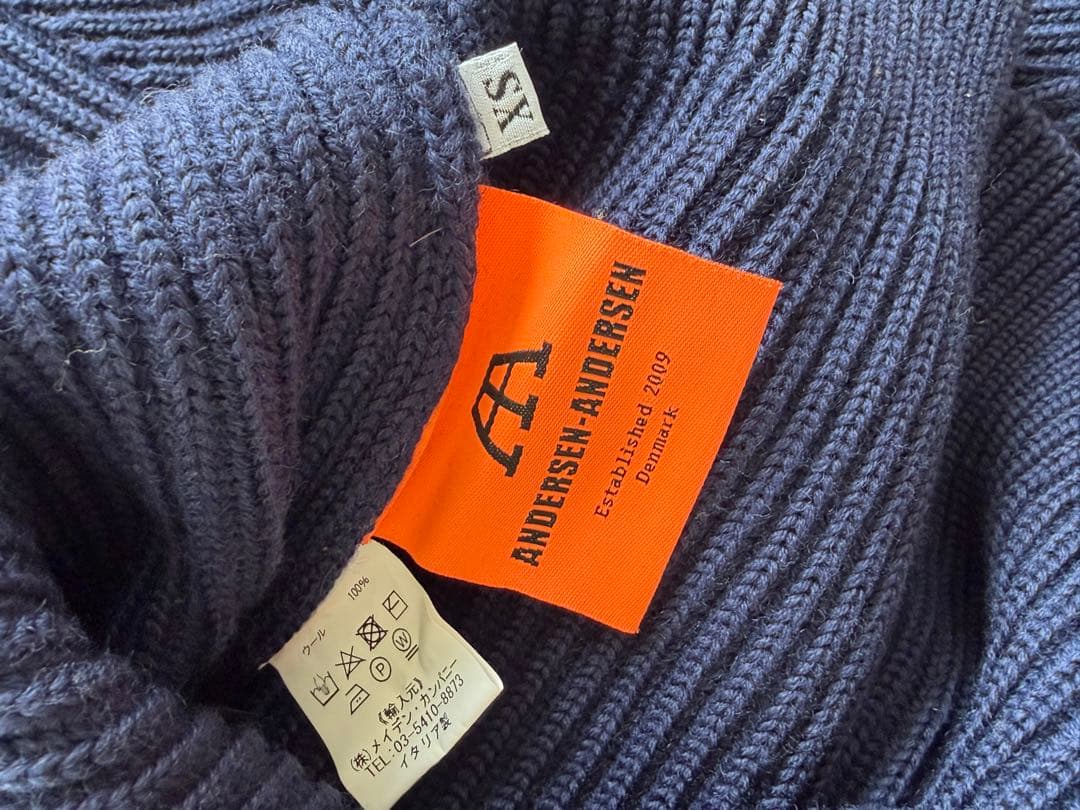 XS
AA
ANDERSEN-ANDERSEN
Established 2009
Denmark
ウール 100%
P W
《輸入元》
(株)メイデン・カンパニー
TEL:03-5410-8873
イタリア製